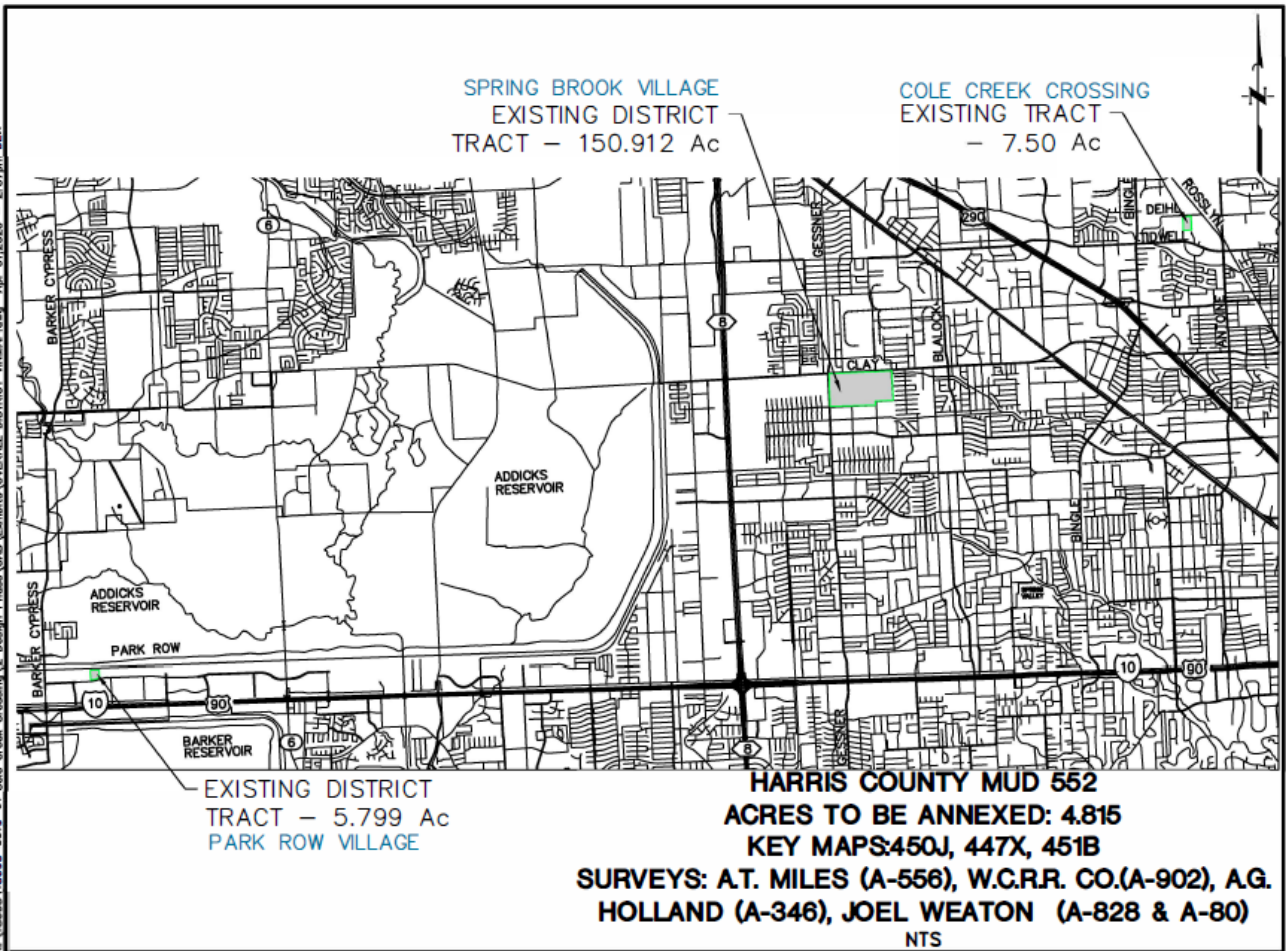 SPRING BROOK VILLAGE
EXISTING DISTRICT
TRACT – 150.912 Ac
COLE CREEK CROSSING
EXISTING TRACT
– 7.50 Ac
N
BARKER CYPRESS
6
8
GESSNER
290
BINGLE
DEIHL
ROSSLYN
TIDWELL
BLALOCK
ANTOINE
CLAY
ADDICKS
RESERVOIR
BINGLE
SPRING
VALLEY
BARKER CYPRESS
ADDICKS
RESERVOIR
PARK ROW
10
90
10
90
BARKER
RESERVOIR
6
8
GESSNER
EXISTING DISTRICT
TRACT – 5.799 Ac
PARK ROW VILLAGE
HARRIS COUNTY MUD 552
ACRES TO BE ANNEXED: 4.815
KEY MAPS:450J, 447X, 451B
SURVEYS: A.T. MILES (A-556), W.C.R.R. CO.(A-902), A.G.
HOLLAND (A-346), JOEL WEATON (A-828 & A-80)
NTS